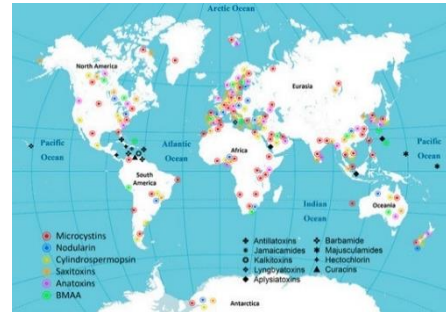 Arctic Ocean
North America
Eurasia
Pacific
Ocean
Atlantic
Ocean
Africa
Pacific
Ocean
South
America
Indian
Ocean
Oceania
Microcystins
Nodularin
Cylindrospermopsin
Saxitoxins
Anatoxins
BMAA
Antillatoxins
Jamaicamides
Kalkitoxins
Lyngbyatoxins
Aplysiatoxins
Barbamide
Majusculamides
Hectochlorin
Curacins
Antarctica